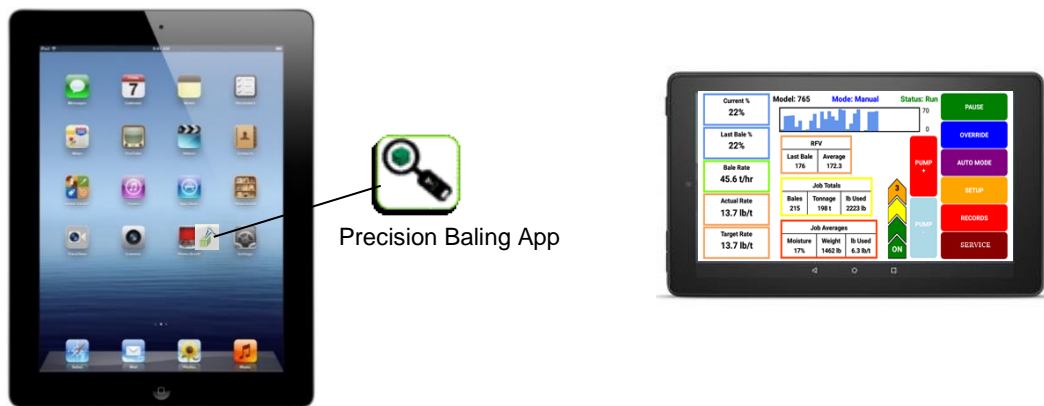 7
Precision Baling App
Current %
22%
Last Bale %
22%
Bale Rate
45.6 t/hr
Actual Rate
13.7 lb/t
Target Rate
13.7 lb/t
Model: 765 Mode: Manual Status: Run
70
0
RFV
Last Bale Average
176 172.3
Job Totals
Bales Tonnage lb Used
215 198 t 2223 lb
Job Averages
Moisture Weight lb Used
17% 1462 lb 6.3 lb/t
3
ON
PUMP
+
PUMP
-
PAUSE
OVERRIDE
AUTO MODE
SETUP
RECORDS
SERVICE